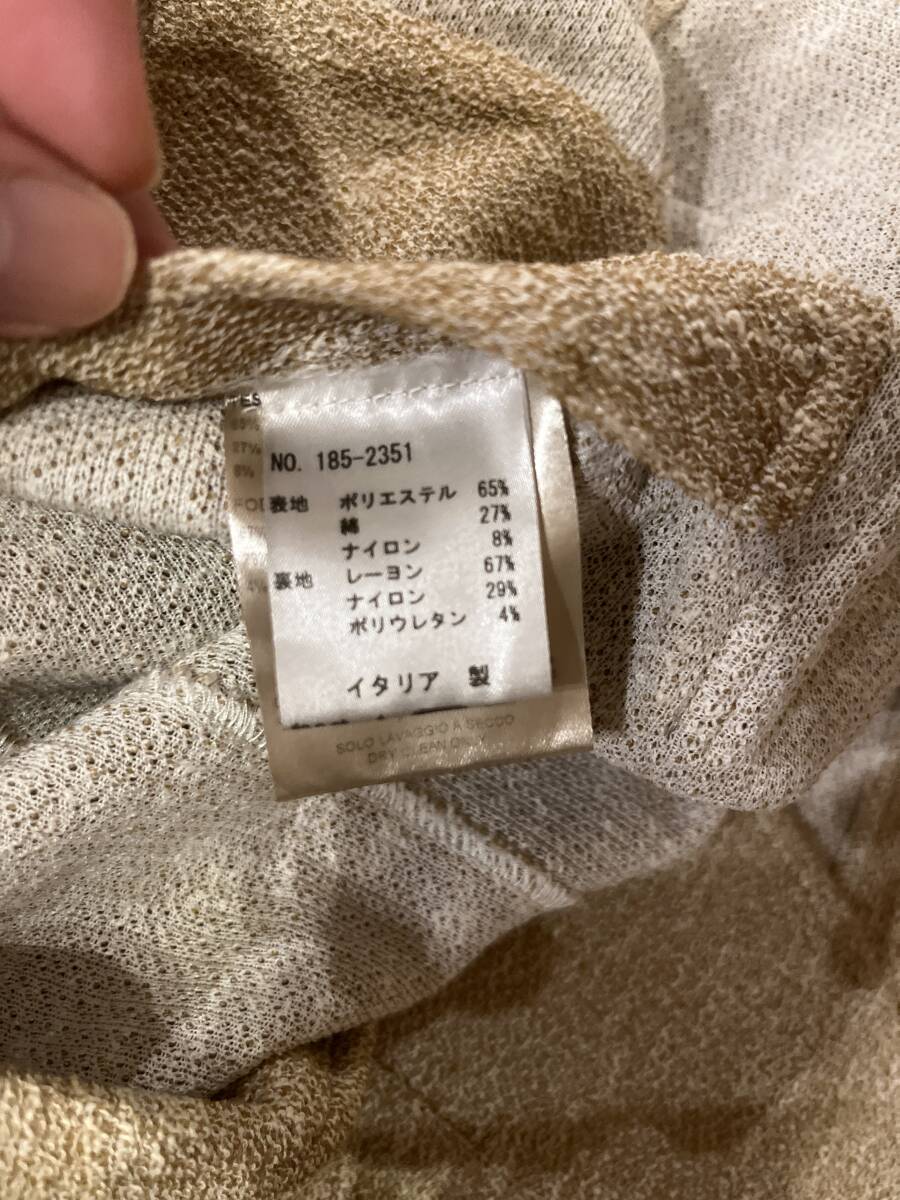 NO. 185-2351
表地 ポリエステル 65%
綿 27%
ナイロン 8%
裏地 レーヨン 67%
ナイロン 29%
ポリウレタン 4%
イタリア 製
SOLO LAVAGGIO A SECCO
DRY CLEAN ONLY